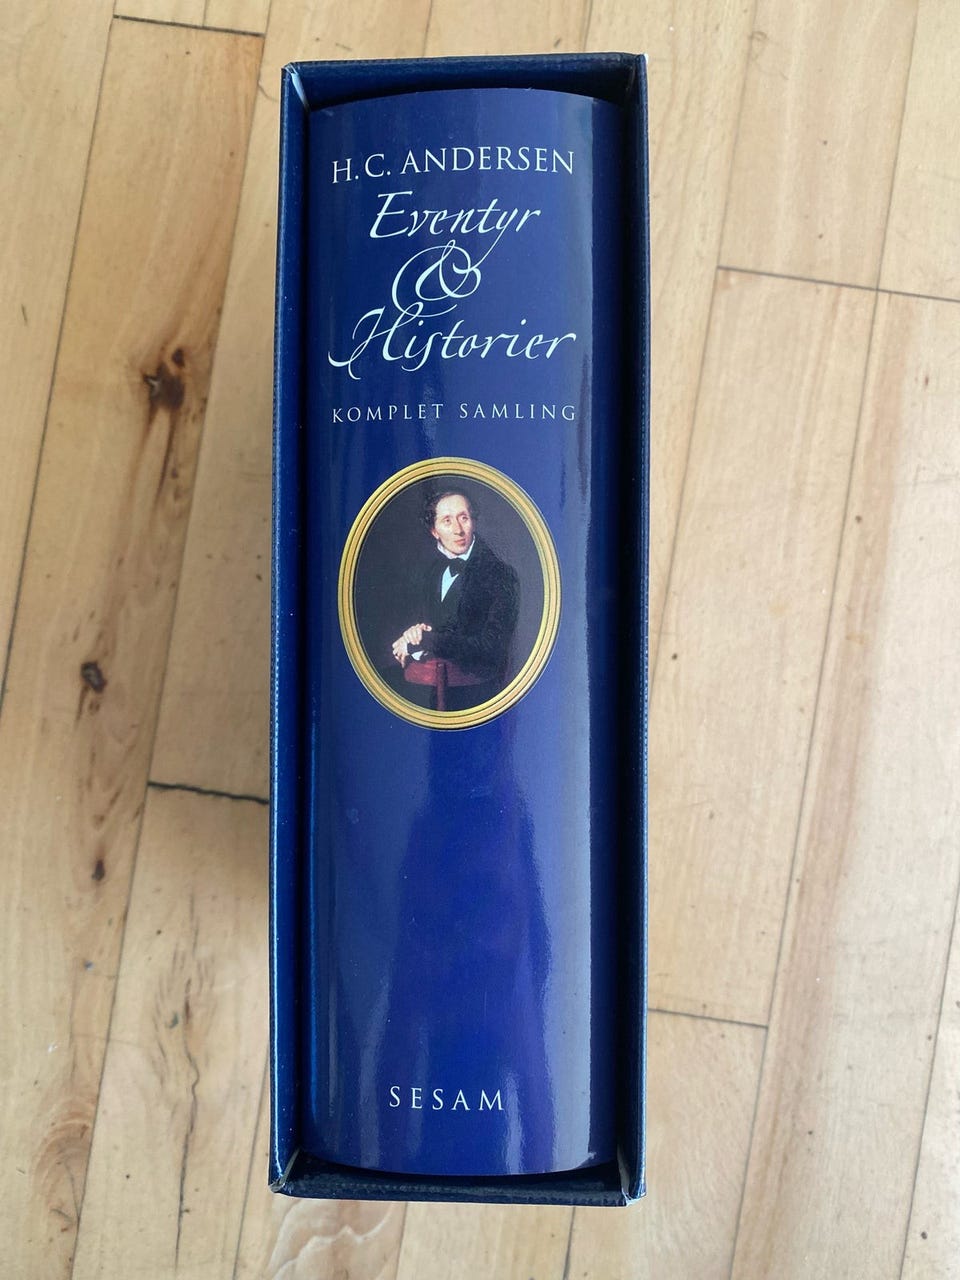 H.C. ANDERSEN
Eventyr
&
Historier
KOMPLET SAMLING
SESAM